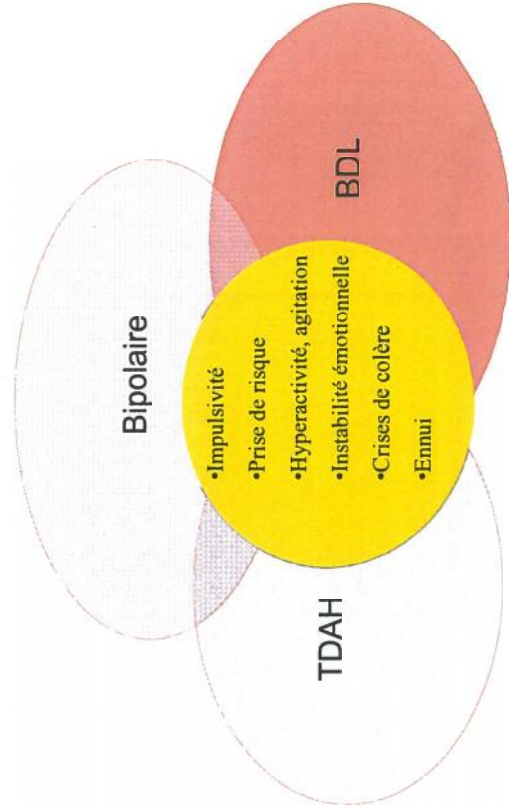 Bipolaire
•Impulsivité
•Prise de risque
•Hyperactivité, agitation
•Instabilité émotionnelle
•Crises de colère
•Ennui
TDAH
BDL